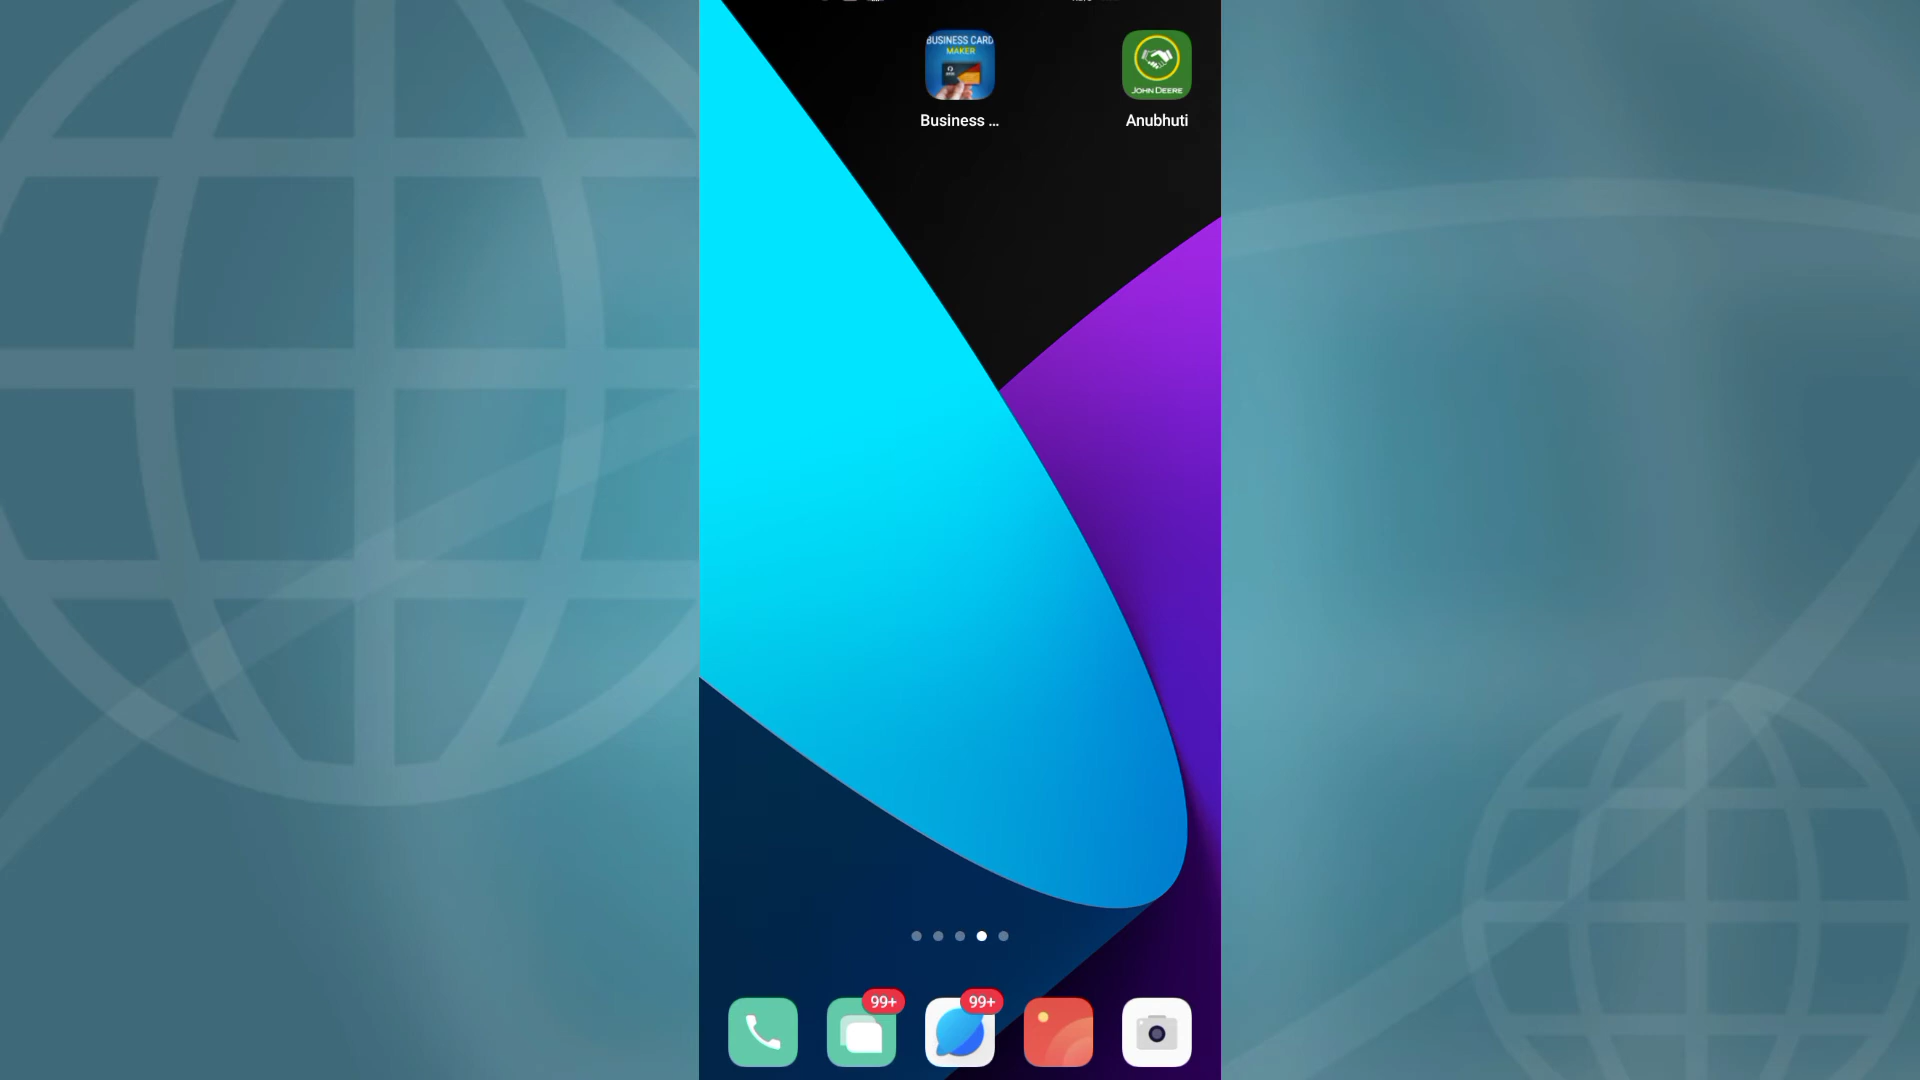 BUSINESS CARD
MAKER
JOHN DEERE
Business ...
Anubhuti
99+
99+